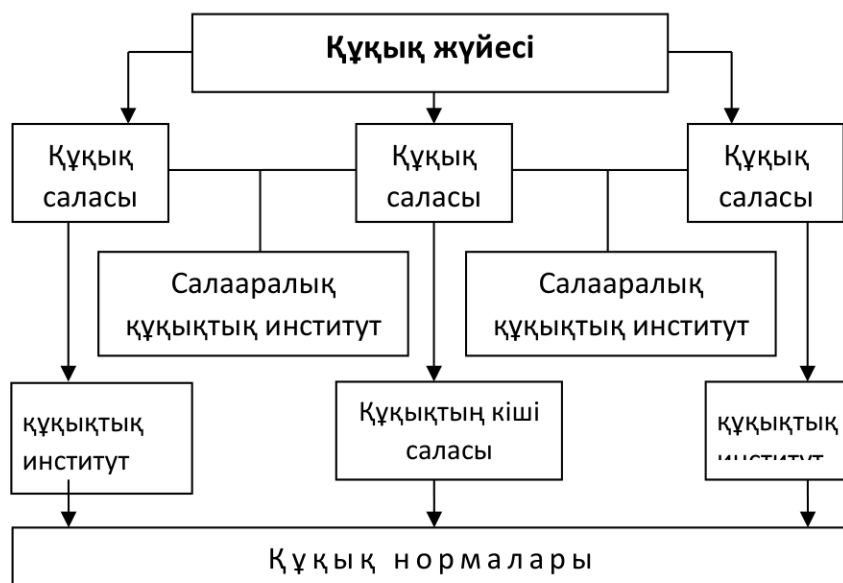 Құқық жүйесі
Құқық
саласы
Құқық
саласы
Құқық
саласы
Салааралық
құқықтық институт
Салааралық
құқықтық институт
құқықтық
институт
Құқықтың кіші
саласы
құқықтық
институт
Құқық нормалары